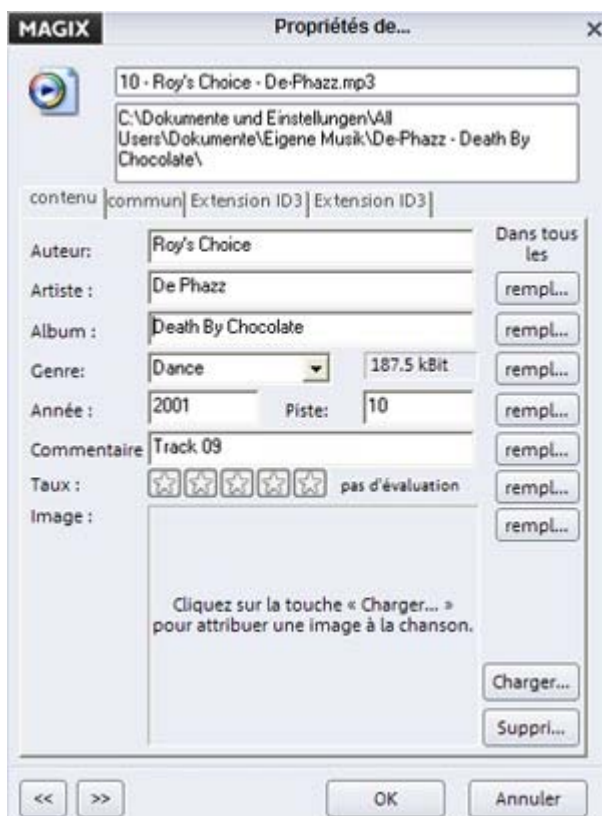 MAGIX Propriétés de...
10 - Roy's Choice - De-Phazz.mp3
C:\Dokumente und Einstellungen\All
Users\Dokumente\Eigene Musik\De-Phazz - Death By
Chocolate\
contenu commun Extension ID3 Extension ID3
Dans tous
les
Auteur: Roy's Choice
Artiste : De Phazz rempl...
Album : Death By Chocolate rempl...
Genre: Dance 187.5 kBit rempl...
Année : 2001 Piste: 10 rempl...
Commentaire Track 09 rempl...
Taux : pas d'évaluation rempl...
Image : rempl...
Cliquez sur la touche « Charger... »
pour attribuer une image à la chanson.
Charger...
Suppri...
<< >> OK Annuler